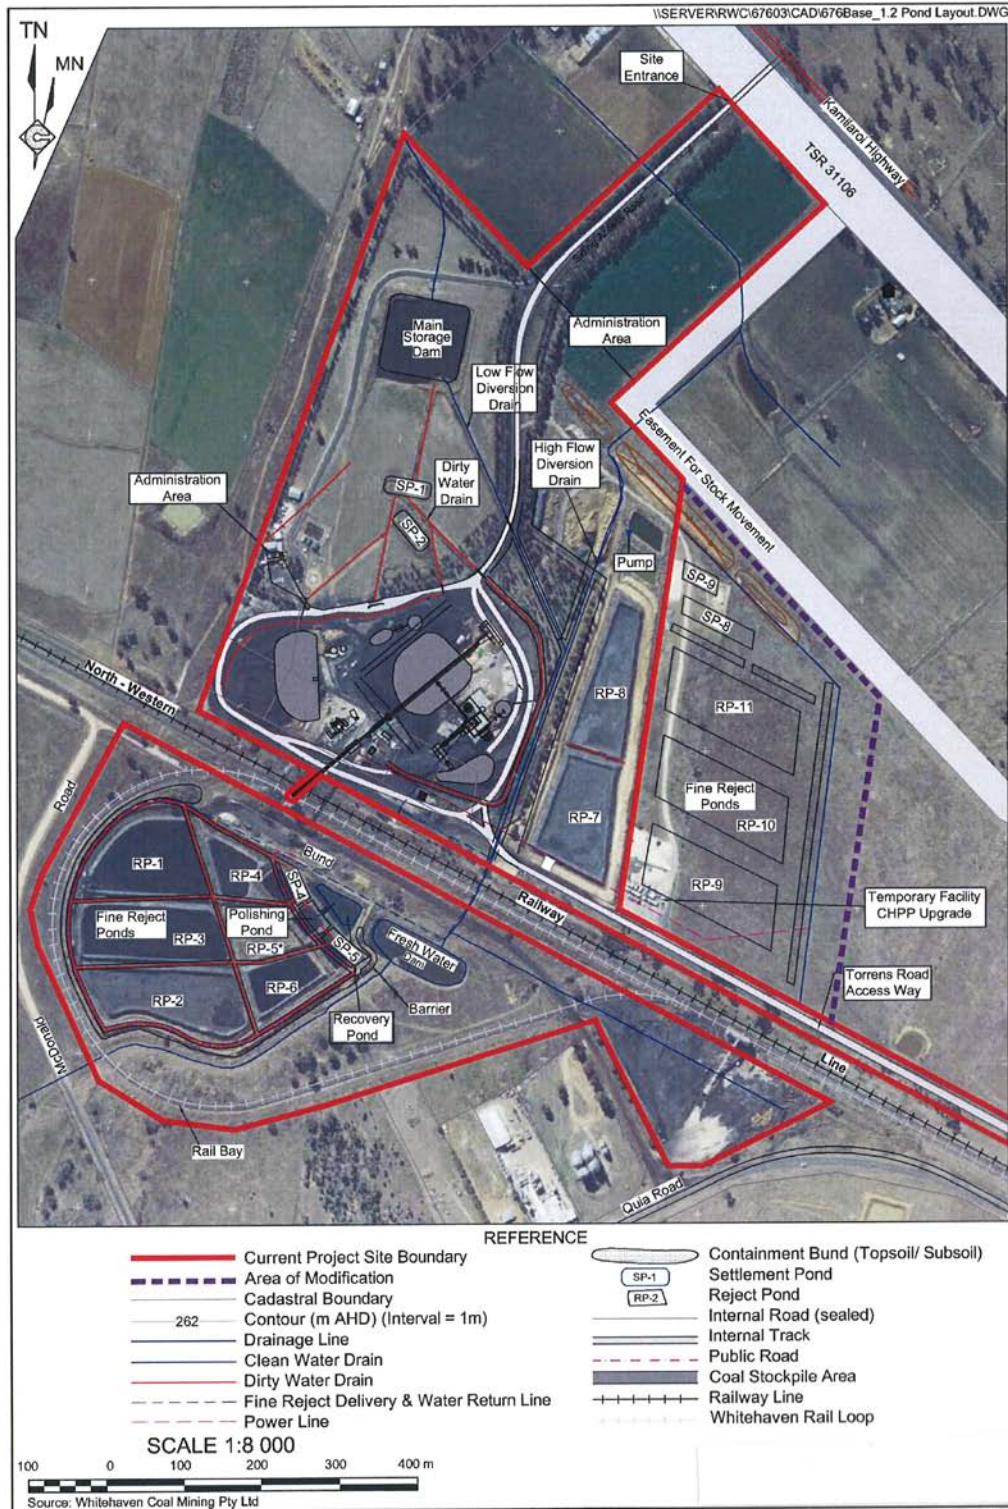 \\SERVER\RWC\67603\CAD\676Base_1.2 Pond Layout.DWG
TN
MN
Site
Entrance
Kamilaroi Highway
TSR 31106
Main
Storage
Dam
Administration
Area
Low Flow
Diversion
Drain
Easement For Stock Movement
High Flow
Diversion
Drain
Dirty
Water
Drain
Administration
Area
SP-1
SP-2
Pump
SP-9
SP-8
RP-8
RP-11
North - Western
Fine Reject
Ponds
RP-10
RP-7
Road
RP-9
Bund
RP-1
RP-4
SP-4
Railway
Temporary Facility
CHPP Upgrade
Fine Reject
Ponds
Polishing
Pond
RP-3
RP-5*
SP-5
Fresh Water
Dam
RP-6
RP-2
Barrier
Torrens Road
Access Way
Recovery
Pond
McDonald
Line
Rail Bay
Quia Road
REFERENCE
Current Project Site Boundary
Area of Modification
Cadastral Boundary
262
Contour (m AHD) (Interval = 1m)
Drainage Line
Clean Water Drain
Dirty Water Drain
Fine Reject Delivery & Water Return Line
Power Line
Containment Bund (Topsoil/ Subsoil)
SP-1
Settlement Pond
RP-2
Reject Pond
Internal Road (sealed)
Internal Track
Public Road
Coal Stockpile Area
Railway Line
Whitehaven Rail Loop
SCALE 1:8 000
100 0 100 200 300 400 m
Source: Whitehaven Coal Mining Pty Ltd